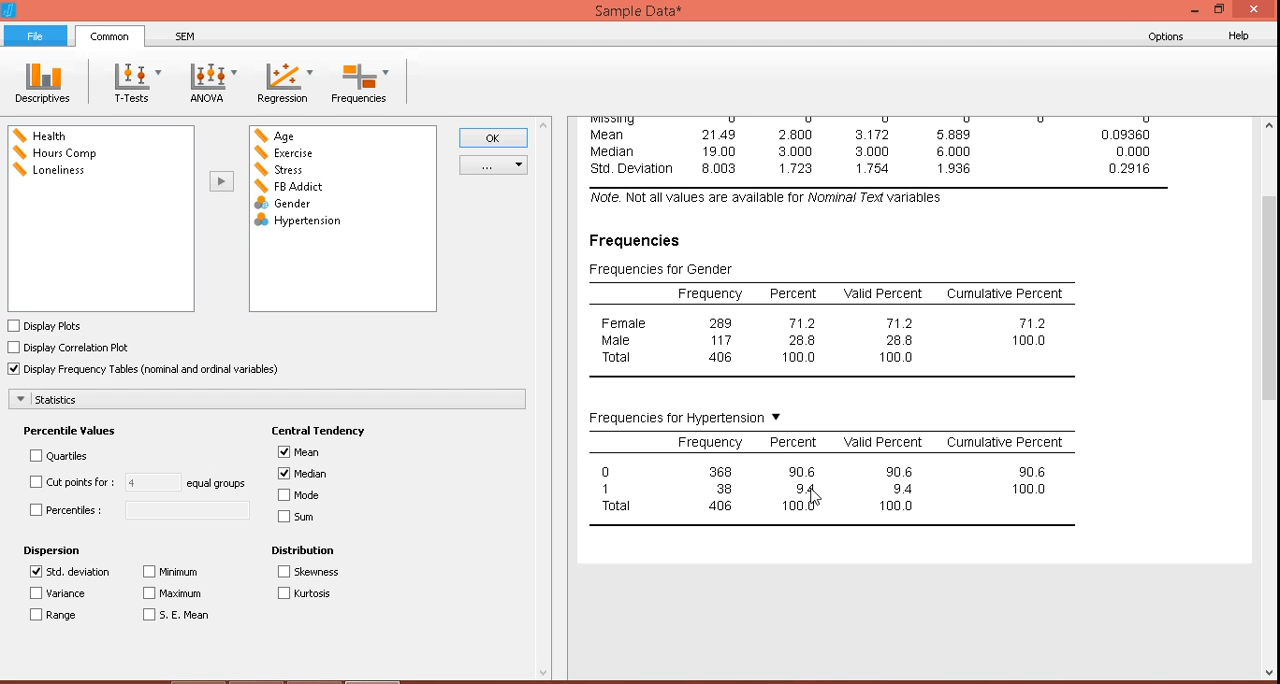 Sample Data*
File Common SEM Options Help
Descriptives T-Tests ANOVA Regression Frequencies
Health
Hours Comp
Loneliness
Age
Exercise
Stress
FB Addict
Gender
Hypertension
OK
...
Display Plots
Display Correlation Plot
Display Frequency Tables (nominal and ordinal variables)
Statistics
Percentile Values
Quartiles
Cut points for : 4 equal groups
Percentiles :
Central Tendency
Mean
Median
Mode
Sum
Dispersion
Std. deviation Minimum
Variance Maximum
Range S. E. Mean
Distribution
Skewness
Kurtosis
Missing 0 0 0 0 0 0
Mean 21.49 2.800 3.172 5.889 0.09360
Median 19.00 3.000 3.000 6.000 0.000
Std. Deviation 8.003 1.723 1.754 1.936 0.2916
Note. Not all values are available for Nominal Text variables
Frequencies
Frequencies for Gender
Frequency Percent Valid Percent Cumulative Percent
Female 289 71.2 71.2 71.2
Male 117 28.8 28.8 100.0
Total 406 100.0 100.0
Frequencies for Hypertension
Frequency Percent Valid Percent Cumulative Percent
0 368 90.6 90.6 90.6
1 38 9.4 9.4 100.0
Total 406 100.0 100.0